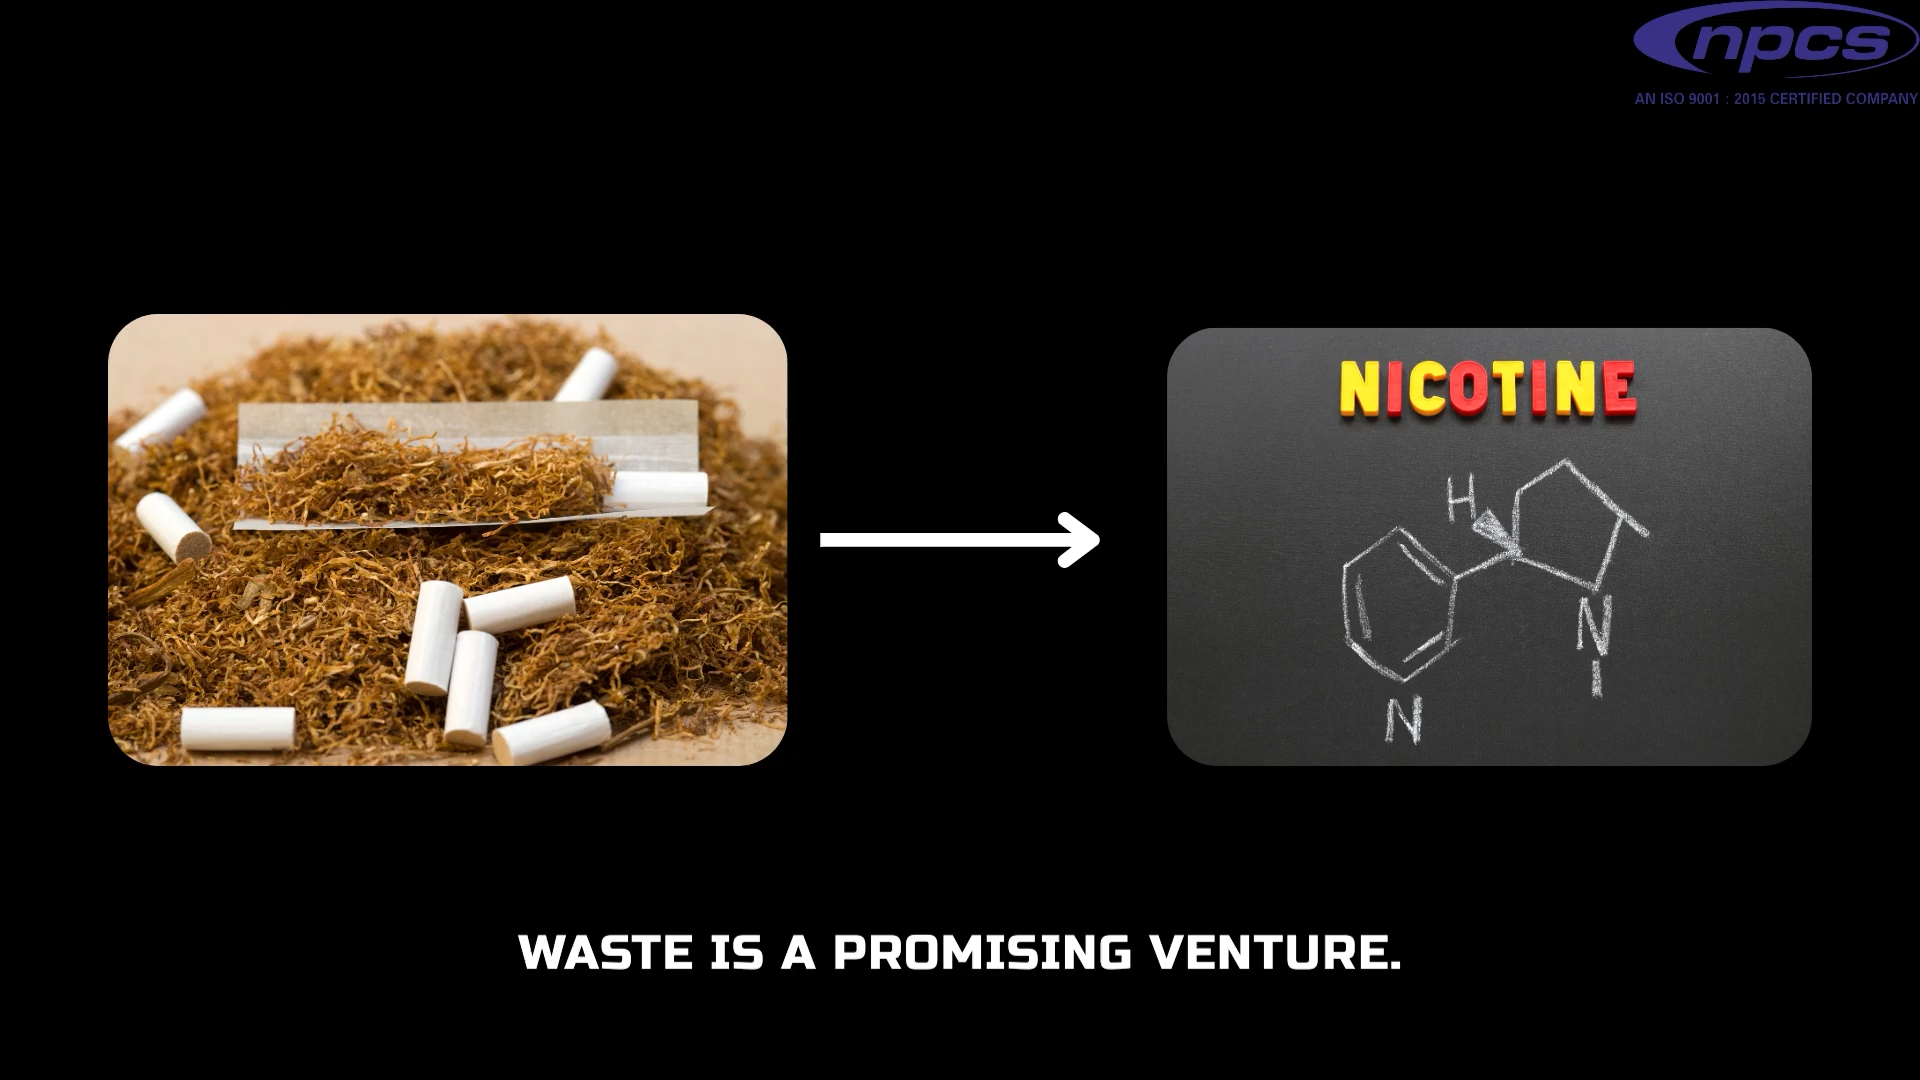 npcs
AN ISO 9001 : 2015 CERTIFIED COMPANY
NICOTINE
H
N
N
WASTE IS A PROMISING VENTURE.